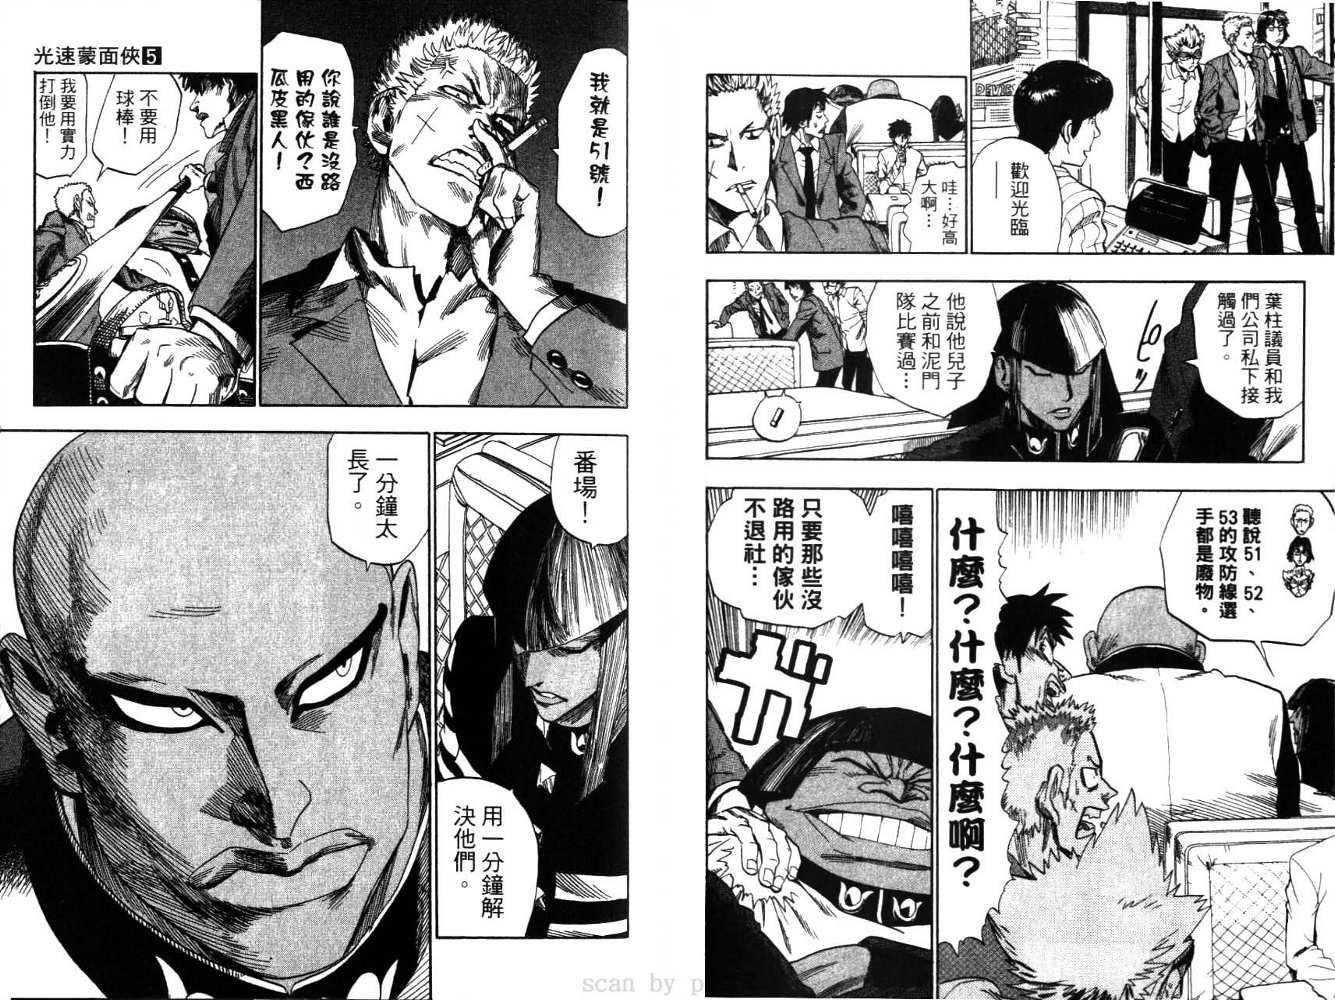 歡迎光臨
——
哇…好高
大啊…
葉柱議員和我
們公司私下接
觸過了。
他說他兒子
之前和泥門
隊比賽過…
ピッ
!
聽說51、52、
53的攻防線選
手都是廢物。
什麼？什麼？什麼啊？
嘻嘻嘻嘻！
只要那些沒
路用的傢伙
不退社…
ガッ
光速蒙面俠5
我就是51號！
你說誰是沒路
用的傢伙？西
瓜皮黑人！
不要用
球棒！
我要用實力
打倒他！
番場！
用一分鐘解
決他們。
一分鐘太
長了。
scan by p